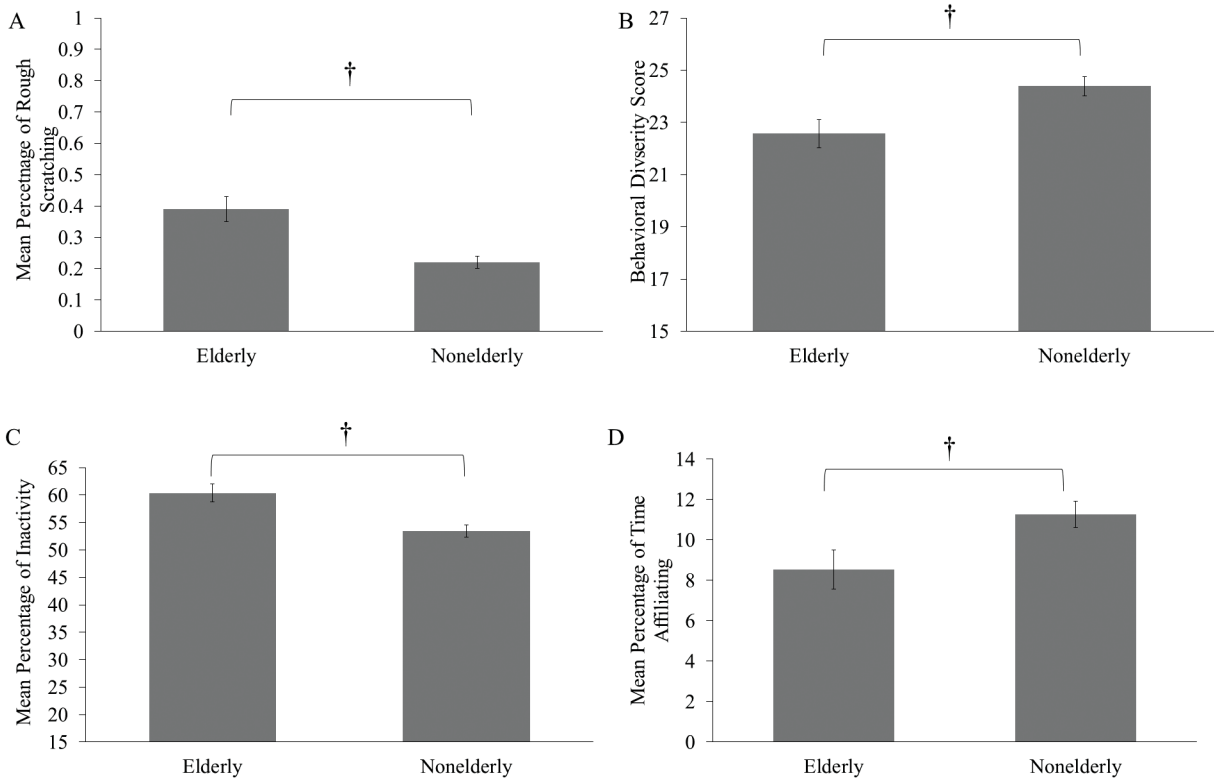 A
Mean Percetnage of Rough
Scratching
1
0.9
0.8
0.7
0.6
0.5
0.4
0.3
0.2
0.1
0
†
Elderly
Nonelderly
B
Behavioral Divserity Score
27
25
23
21
19
17
15
†
Elderly
Nonelderly
C
Mean Percentage of Inactivity
65
60
55
50
45
40
35
30
25
20
15
†
Elderly
Nonelderly
D
Mean Percentage of Time
Affiliating
14
12
10
8
6
4
2
0
†
Elderly
Nonelderly